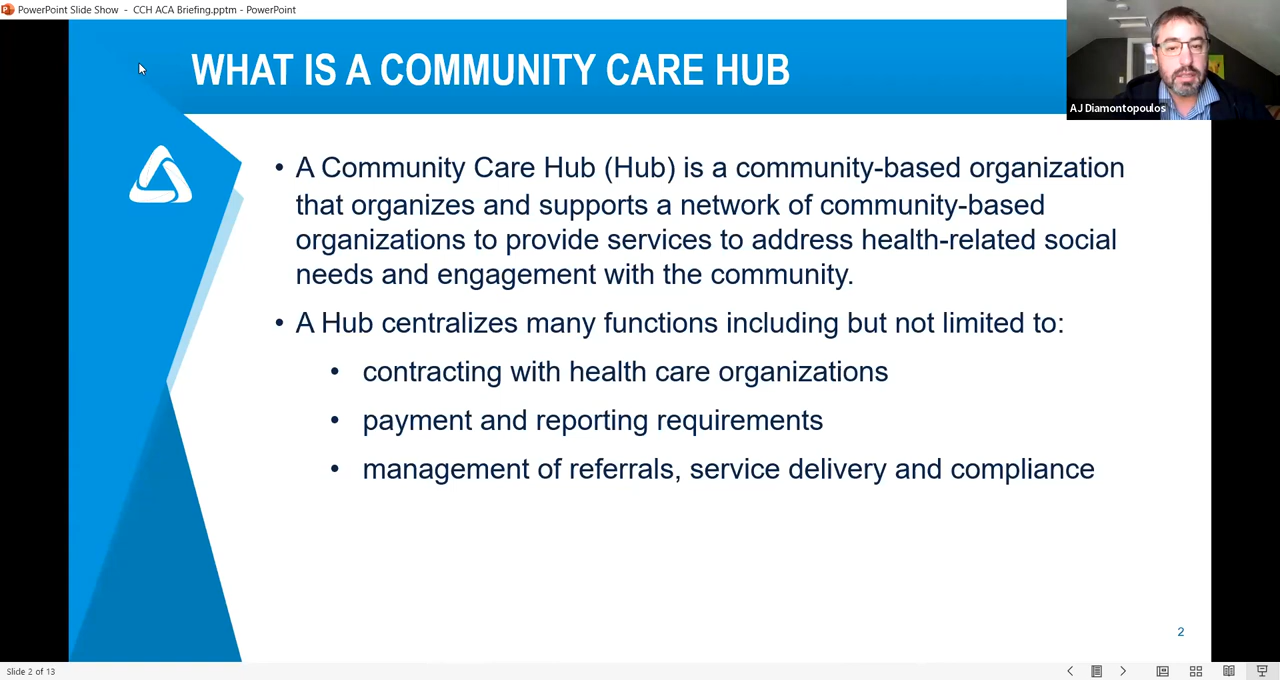 PowerPoint Slide Show - CCH ACA Briefing.pptm - PowerPoint
WHAT IS A COMMUNITY CARE HUB
AJ Diamontopoulos
• A Community Care Hub (Hub) is a community-based organization
that organizes and supports a network of community-based
organizations to provide services to address health-related social
needs and engagement with the community.
• A Hub centralizes many functions including but not limited to:
• contracting with health care organizations
• payment and reporting requirements
• management of referrals, service delivery and compliance
2
Slide 2 of 13